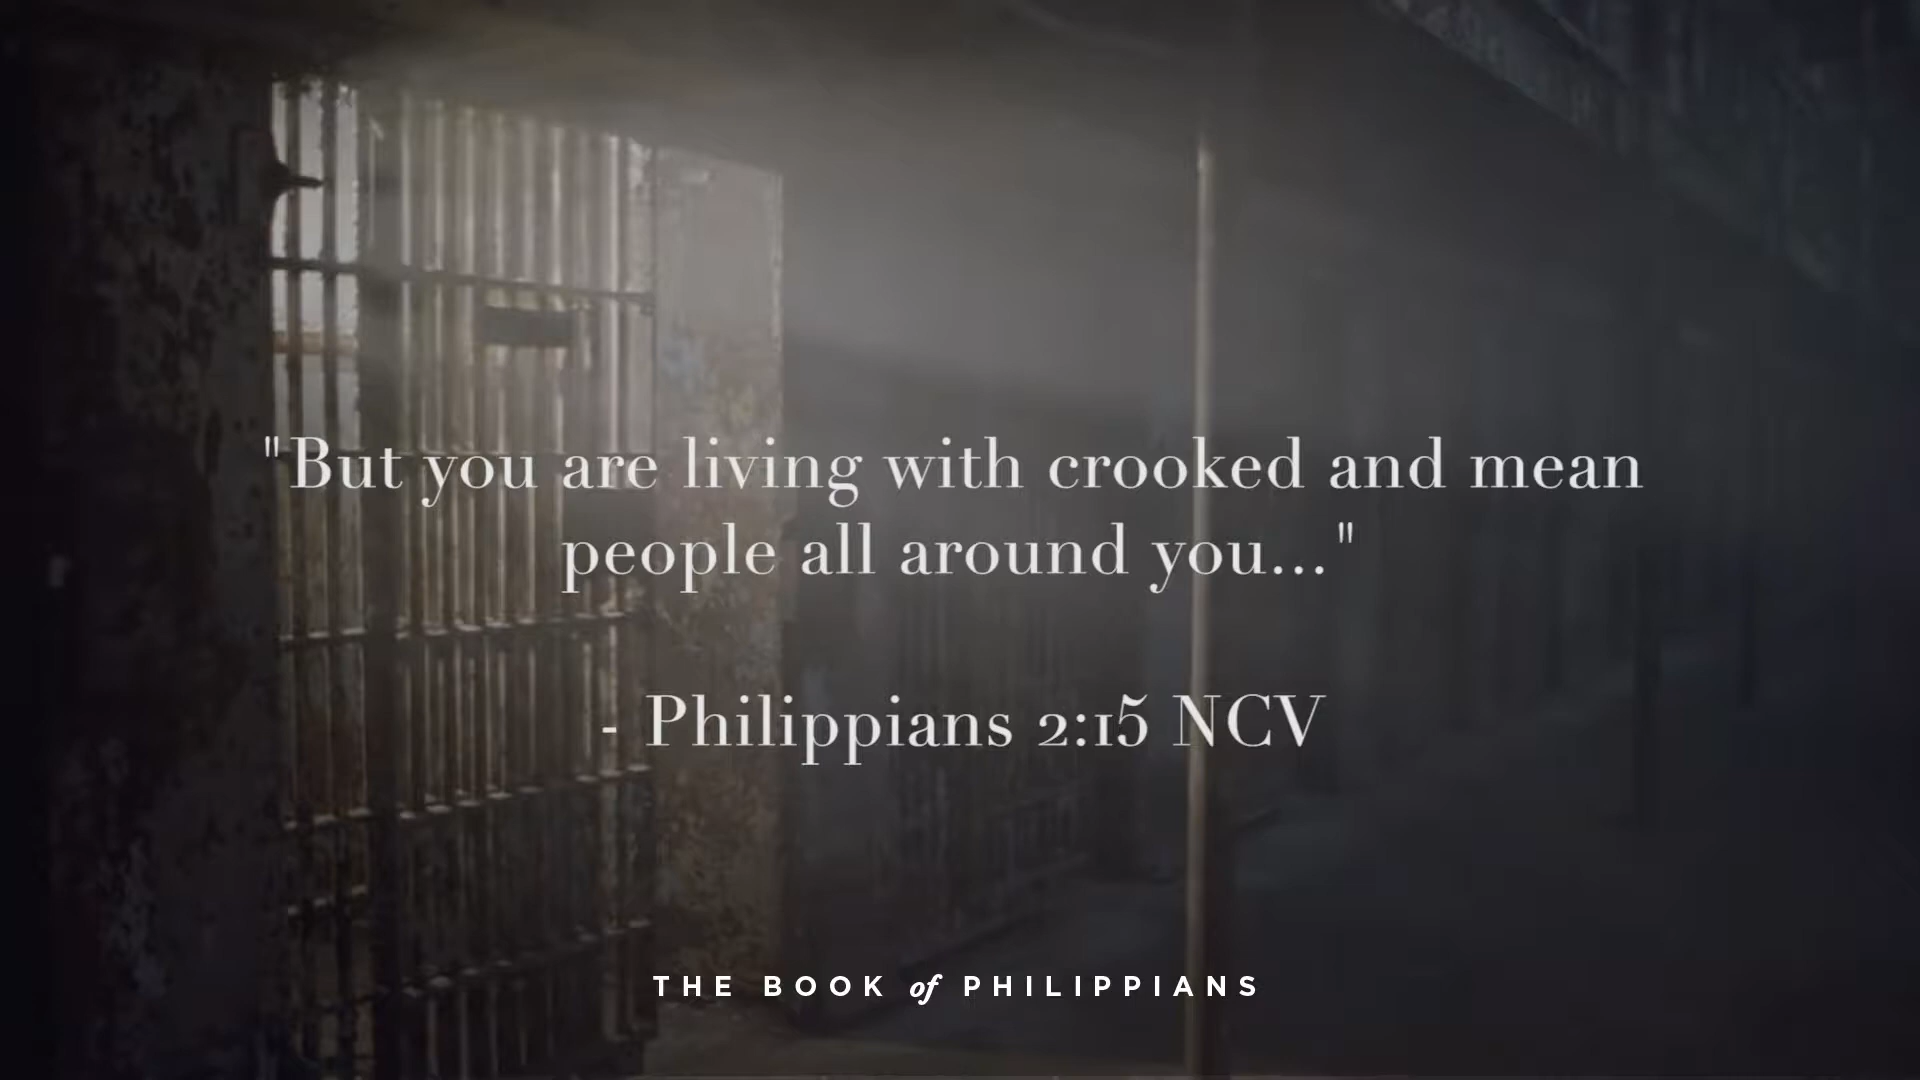 "But you are living with crooked and mean
people all around you..."
- Philippians 2:15 NCV
THE BOOK of PHILIPPIANS